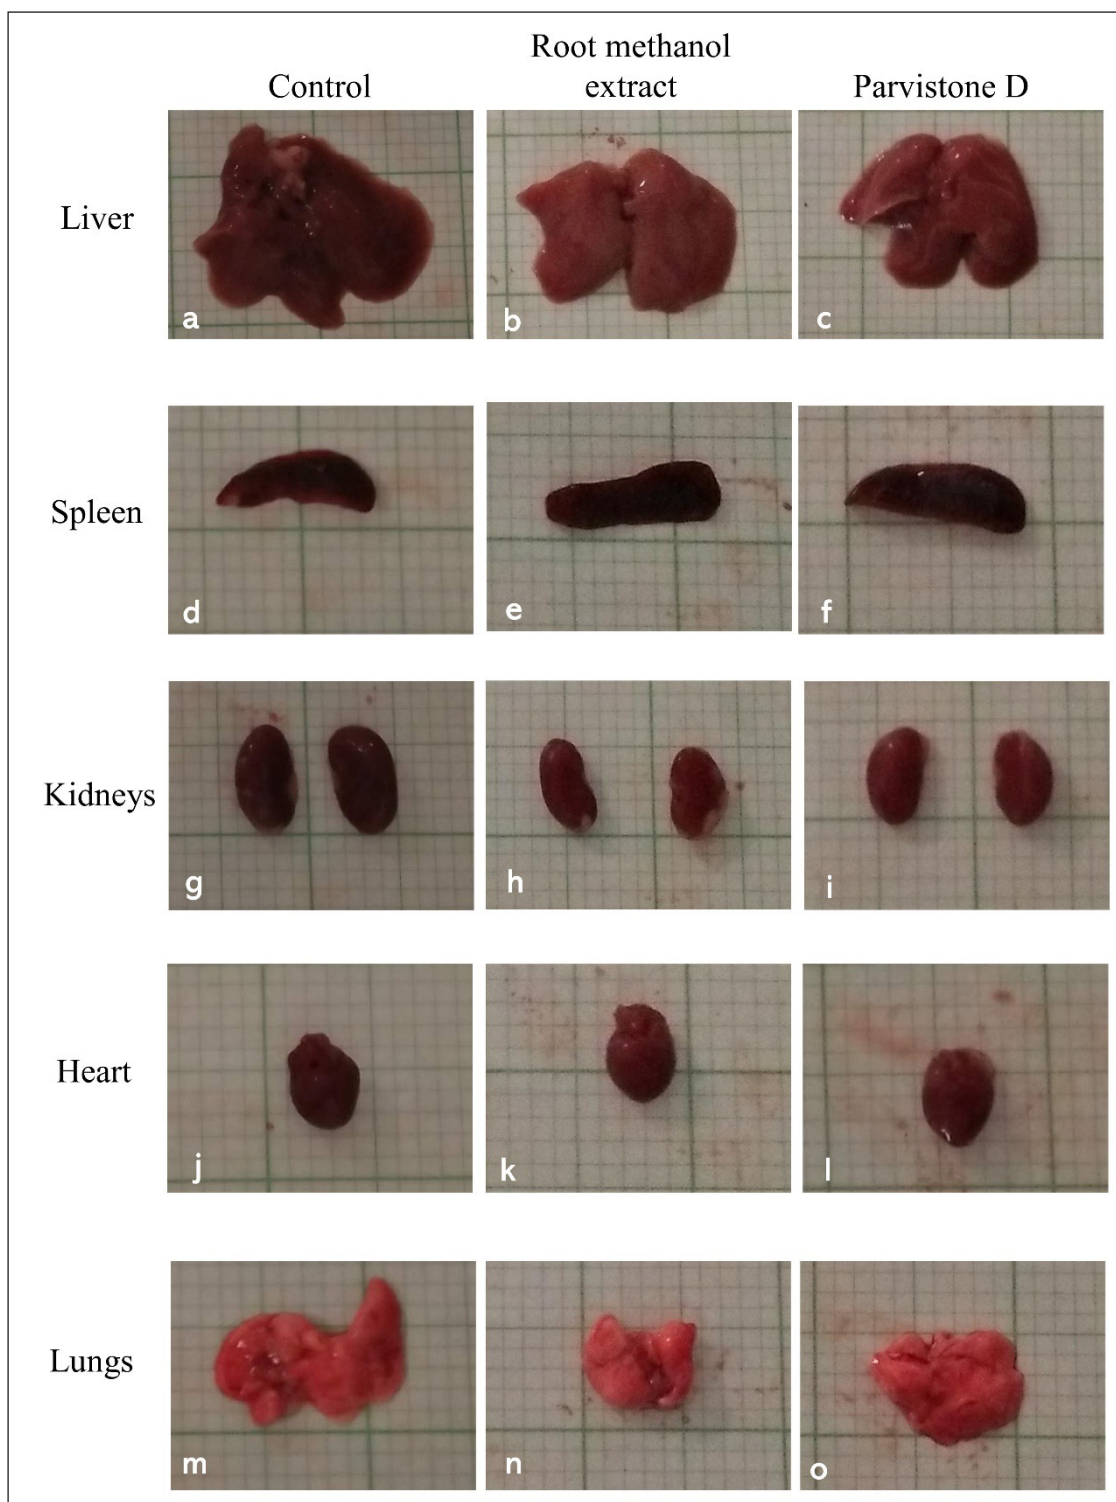 Control
Root methanol
extract
Parvistone D
Liver
a
b
c
Spleen
d
e
f
Kidneys
g
h
i
Heart
j
k
l
Lungs
m
n
o